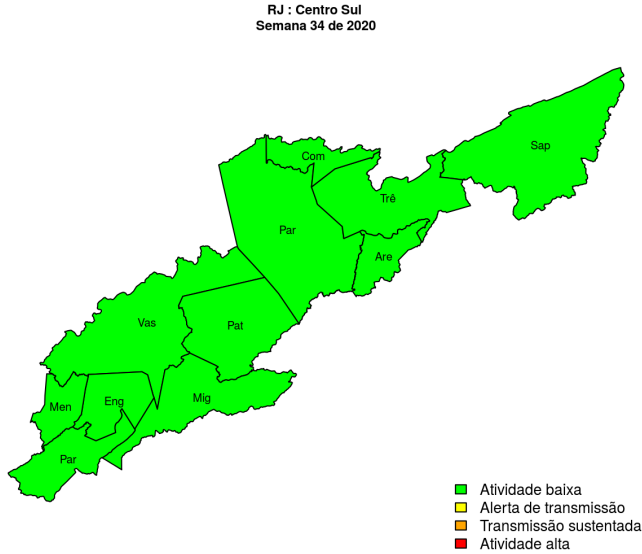 RJ : Centro Sul
Semana 34 de 2020
Sap
Com
Trê
Par
Are
Vas
Pat
Mig
Eng
Men
Par
Atividade baixa
Alerta de transmissão
Transmissão sustentada
Atividade alta